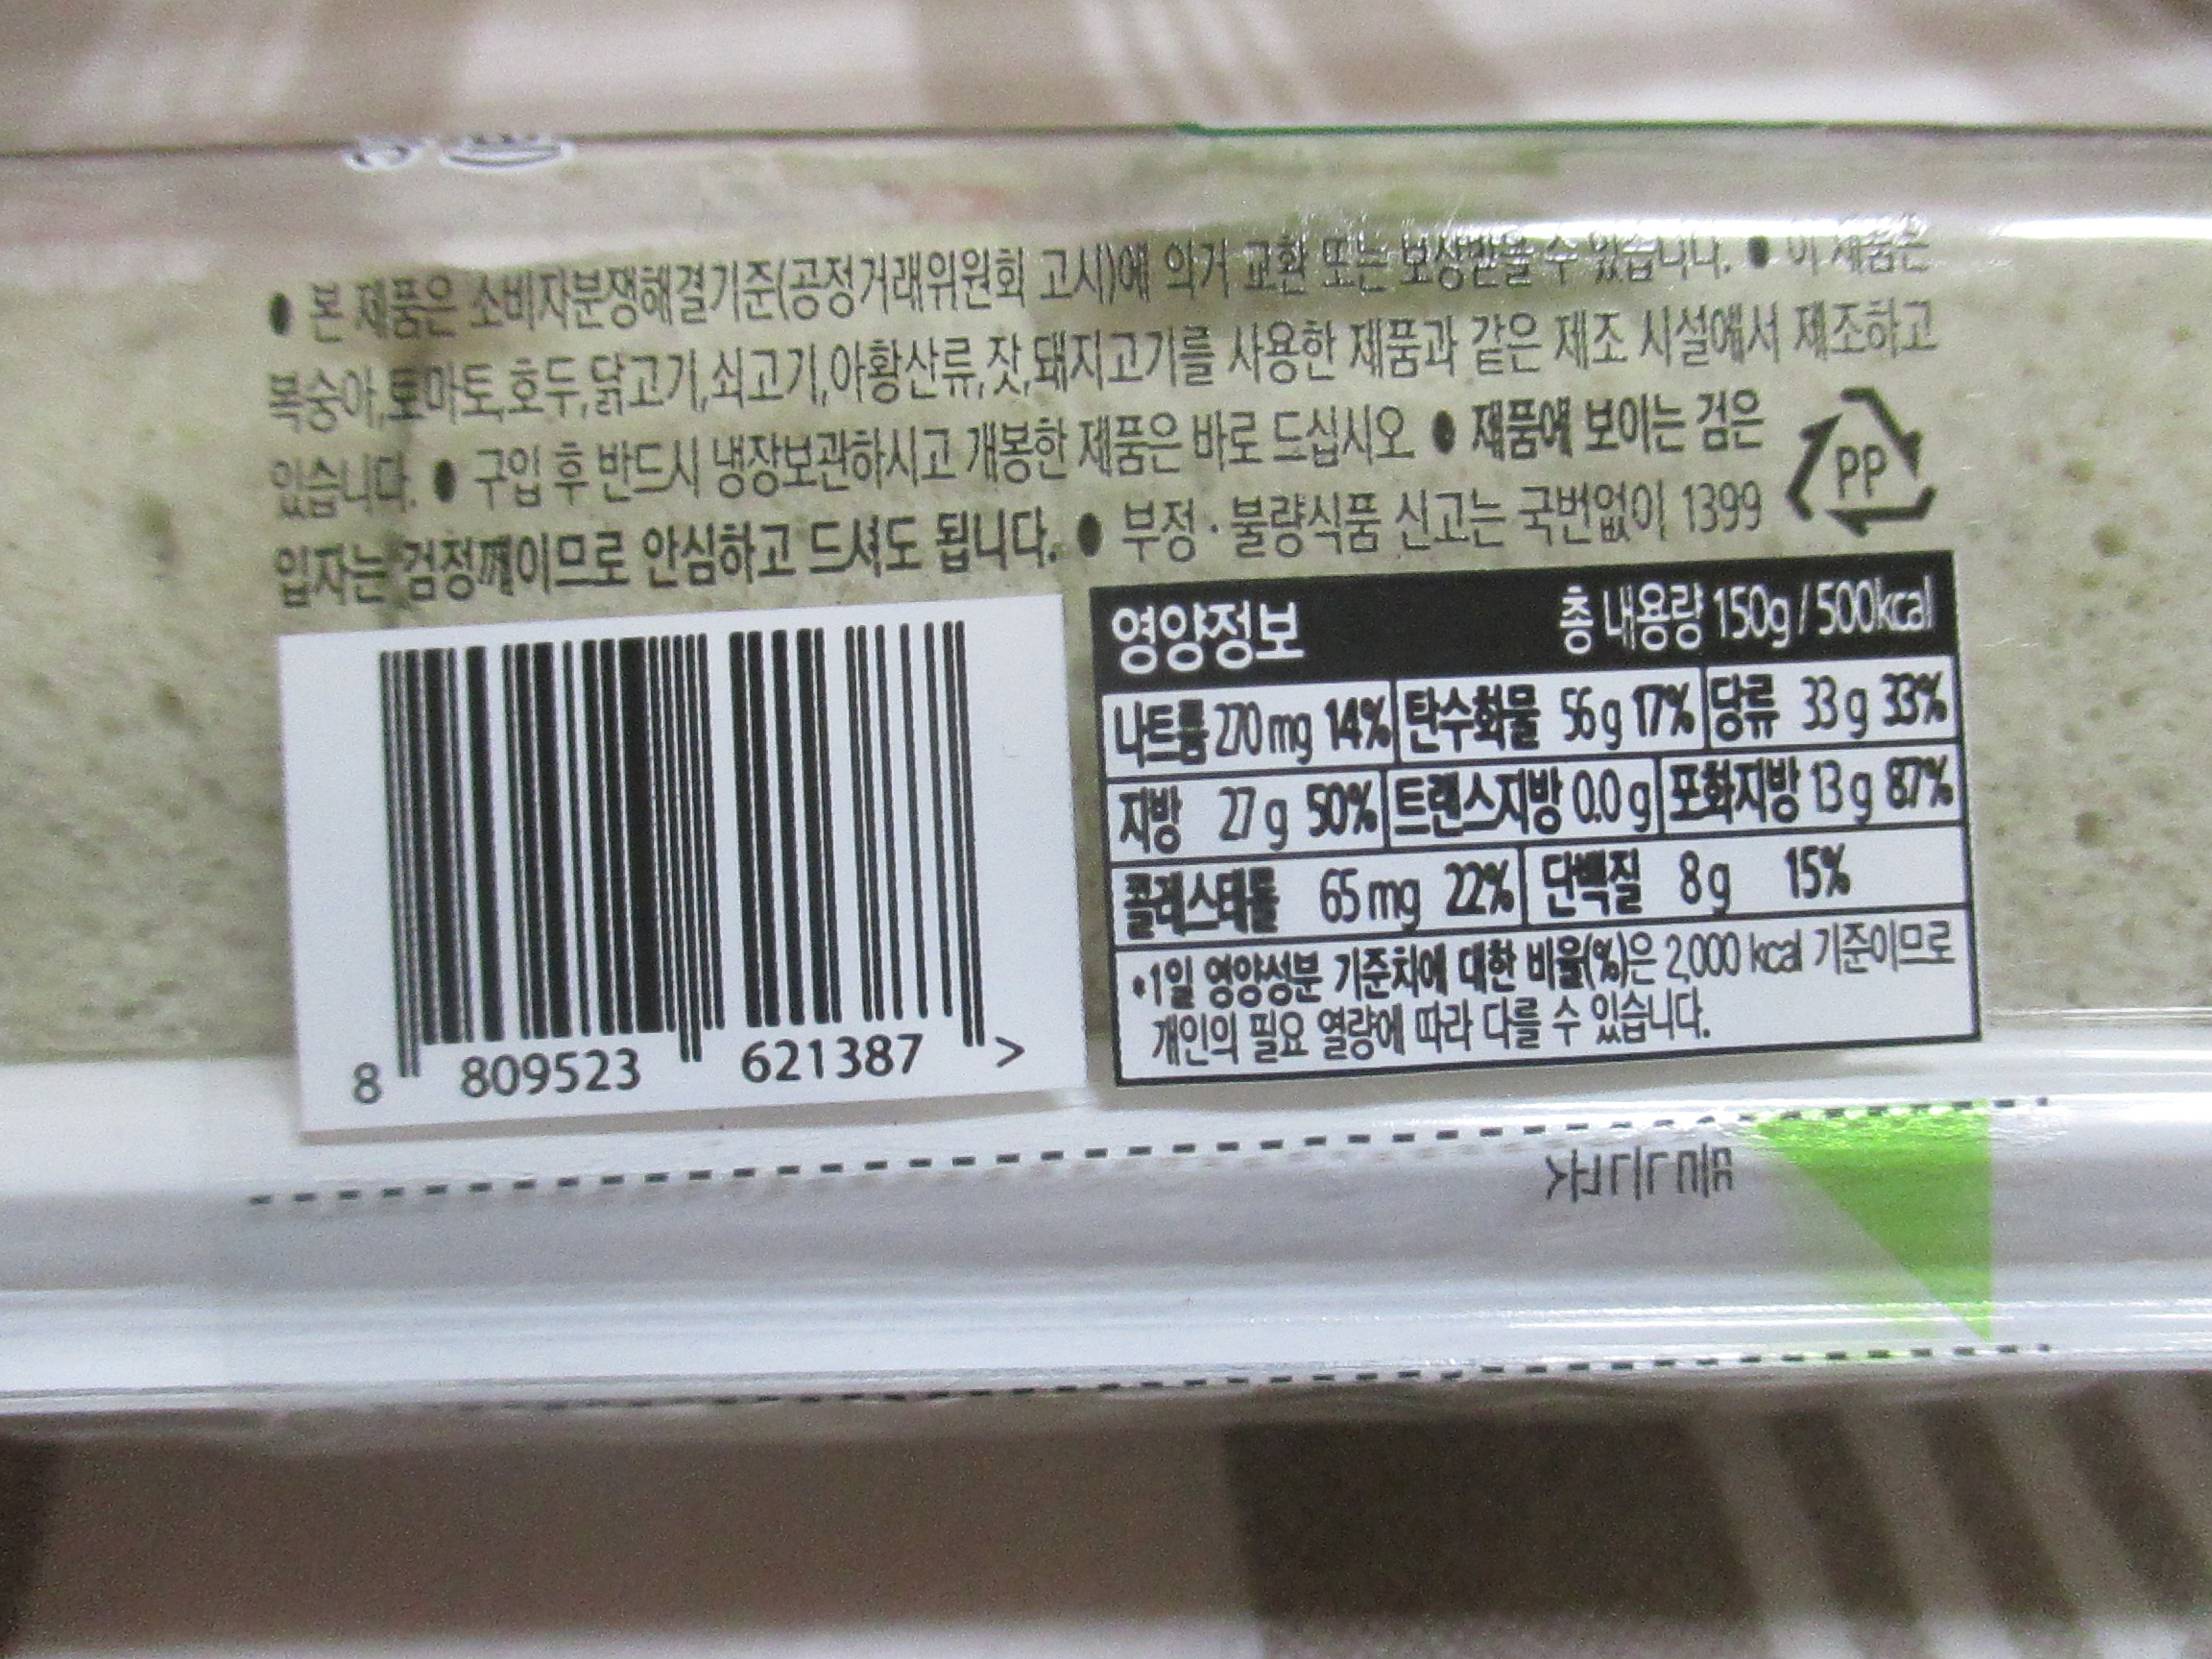 ● 본 제품은 소비자분쟁해결기준(공정거래위원회 고시)에 의거 교환 또는 보상받을 수 있습니다. ● 이 제품은
복숭아,토마토,호두,닭고기,쇠고기,아황산류,잣,돼지고기를 사용한 제품과 같은 제조 시설에서 제조하고
있습니다. ● 구입 후 반드시 냉장보관하시고 개봉한 제품은 바로 드십시오 ● 제품에 보이는 검은
입자는 검정깨이므로 안심하고 드셔도 됩니다. ● 부정·불량식품 신고는 국번없이 1399
PP
영양정보 총 내용량 150g / 500kcal
나트륨 270mg 14% 탄수화물 56g 17% 당류 33g 33%
지방 27g 50% 트랜스지방 0.0g 포화지방 13g 87%
콜레스테롤 65mg 22% 단백질 8g 15%
•1일 영양성분 기준치에 대한 비율(%)은 2,000 kcal 기준이므로
개인의 필요 열량에 따라 다를 수 있습니다.
8 809523 621387 >